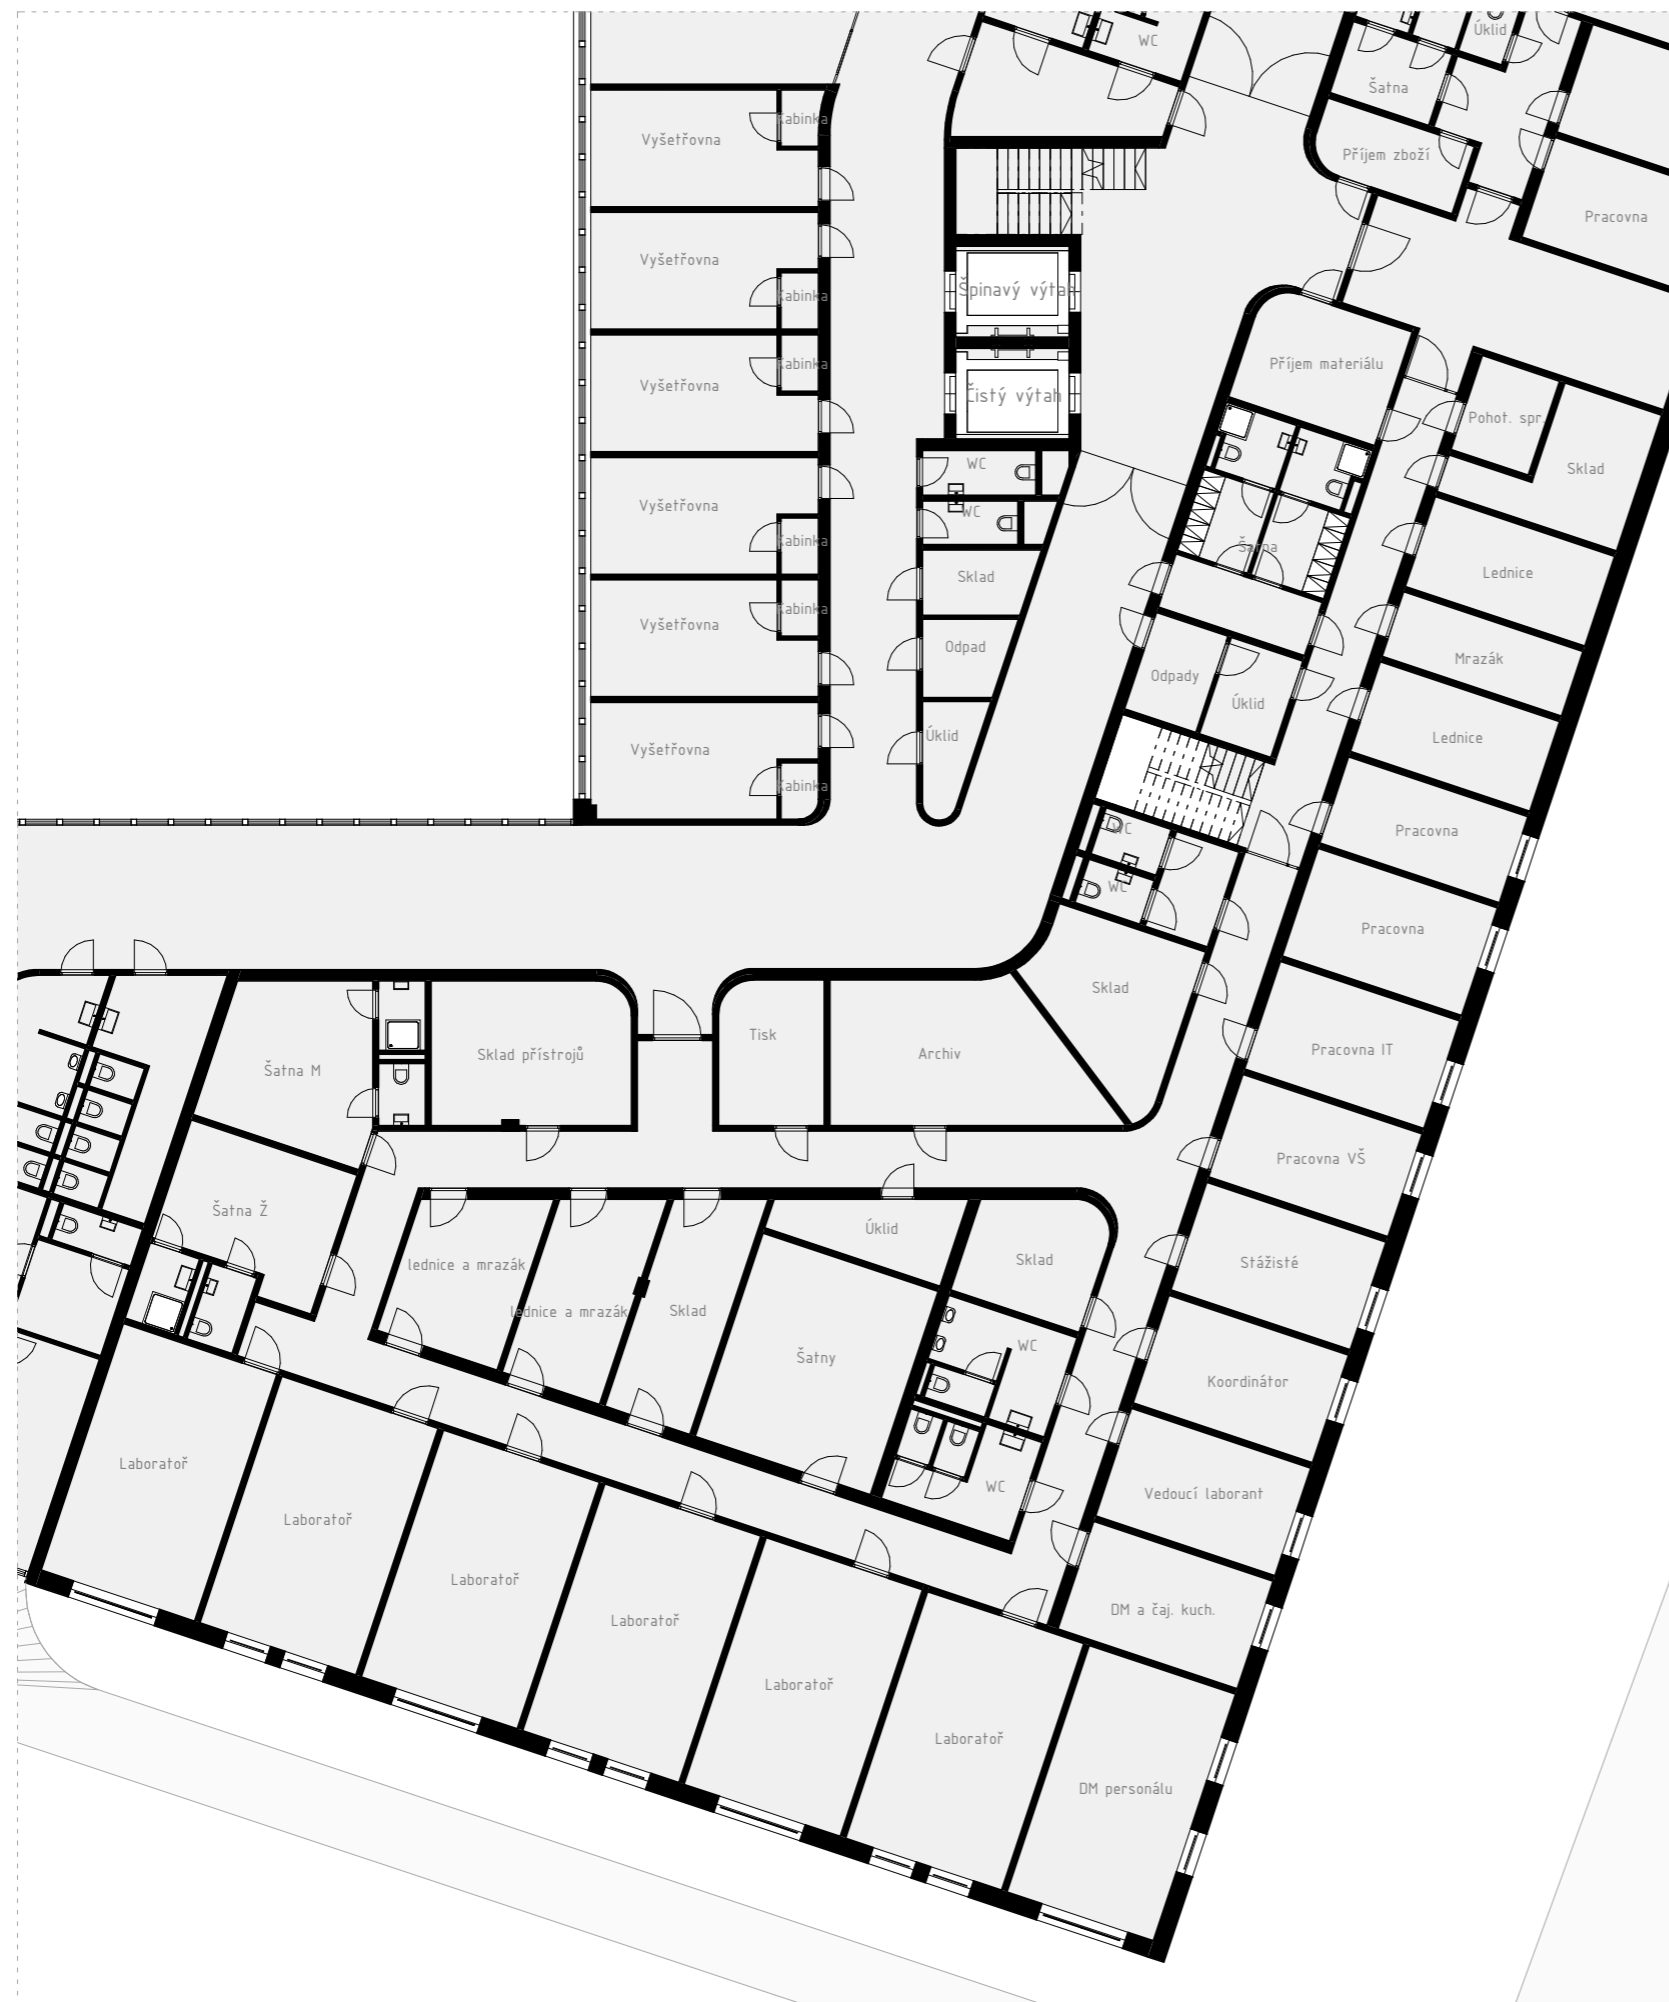 WC
Úklid
Šatna
Kabinka
Vyšetřovna
Příjem zboží
Pracovna
Vyšetřovna
Kabinka
Špinavý výtah
Kabinka
Vyšetřovna
Příjem materiálu
Čistý výtah
Pohot. spr.
Sklad
WC
Vyšetřovna
WC
Kabinka
Šatna
Sklad
Lednice
Kabinka
Vyšetřovna
Odpad
Mrazák
Odpady
Úklid
Úklid
Lednice
Vyšetřovna
Kabinka
WC
Pracovna
WC
Pracovna
Sklad
Tisk
Archiv
Sklad přístrojů
Šatna M
Pracovna IT
Pracovna VŠ
Šatna Ž
Úklid
Sklad
Stážisté
lednice a mrazák
lednice a mrazák
Sklad
WC
Šatny
Koordinátor
Laboratoř
WC
Vedoucí laborant
Laboratoř
Laboratoř
Laboratoř
DM a čaj. kuch.
Laboratoř
Laboratoř
DM personálu